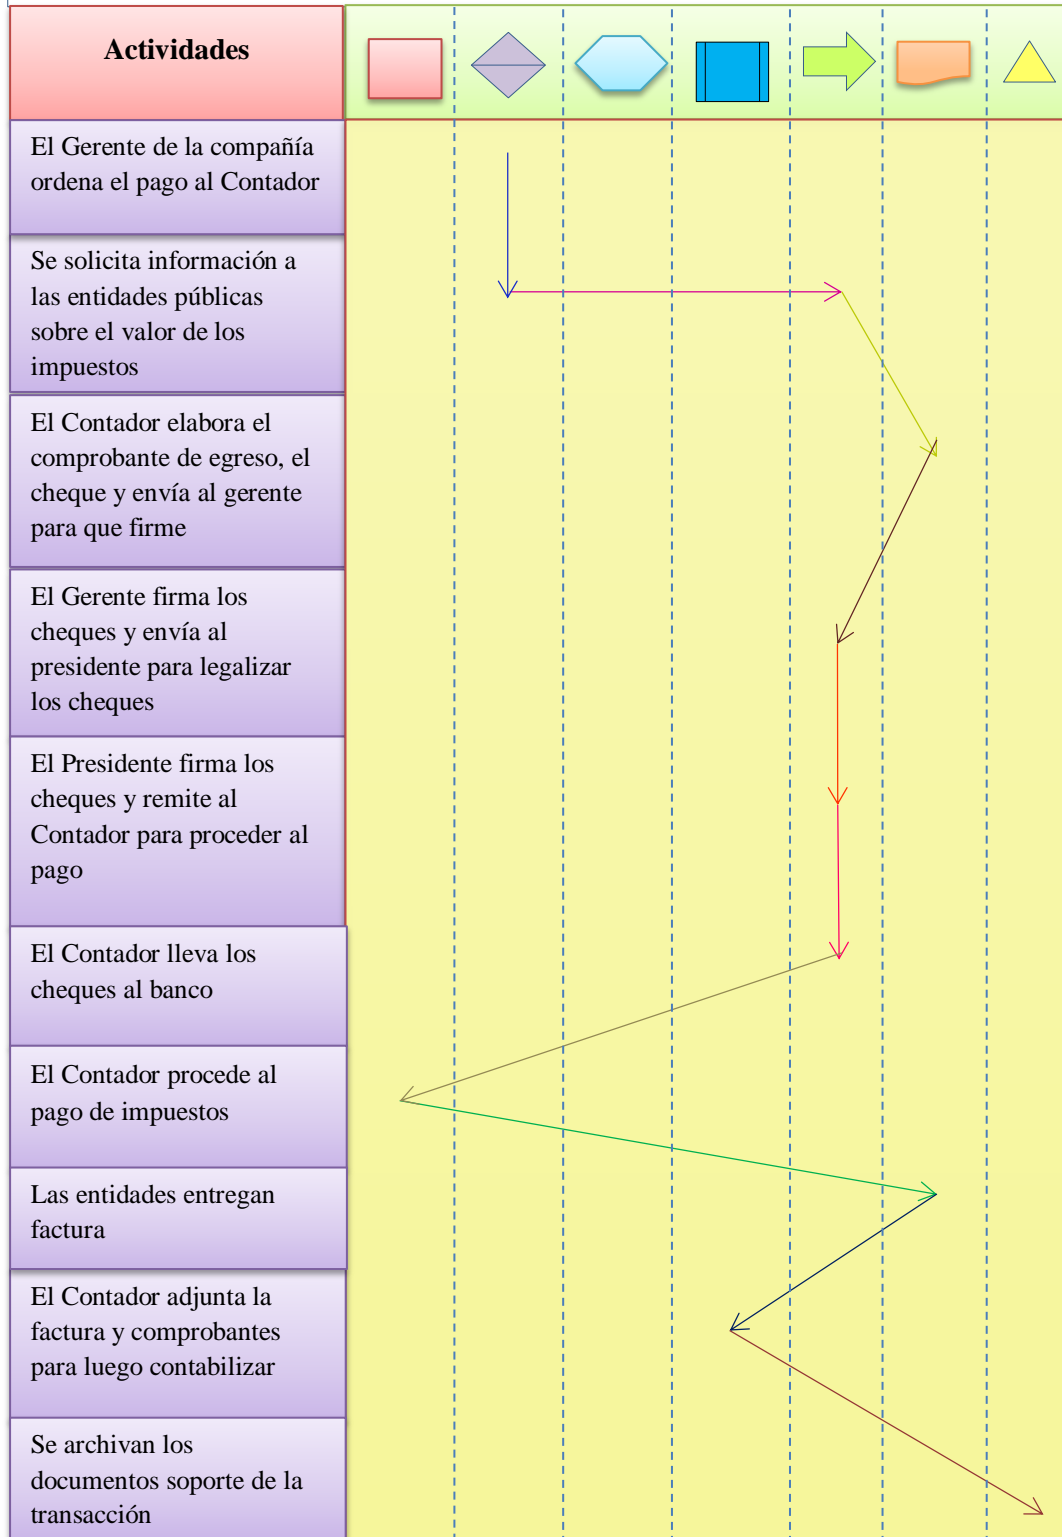 Actividades
El Gerente de la compañía
ordena el pago al Contador
Se solicita información a
las entidades públicas
sobre el valor de los
impuestos
El Contador elabora el
comprobante de egreso, el
cheque y envía al gerente
para que firme
El Gerente firma los
cheques y envía al
presidente para legalizar
los cheques
El Presidente firma los
cheques y remite al
Contador para proceder al
pago
El Contador lleva los
cheques al banco
El Contador procede al
pago de impuestos
Las entidades entregan
factura
El Contador adjunta la
factura y comprobantes
para luego contabilizar
Se archivan los
documentos soporte de la
transacción